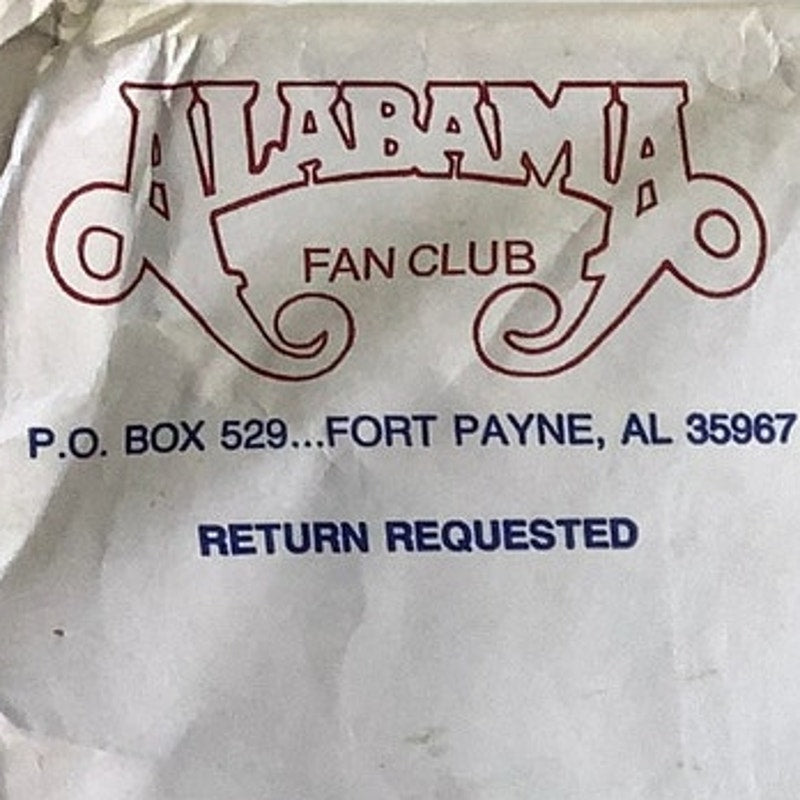 ALABAMA
FAN CLUB
P.O. BOX 529...FORT PAYNE, AL 35967
RETURN REQUESTED